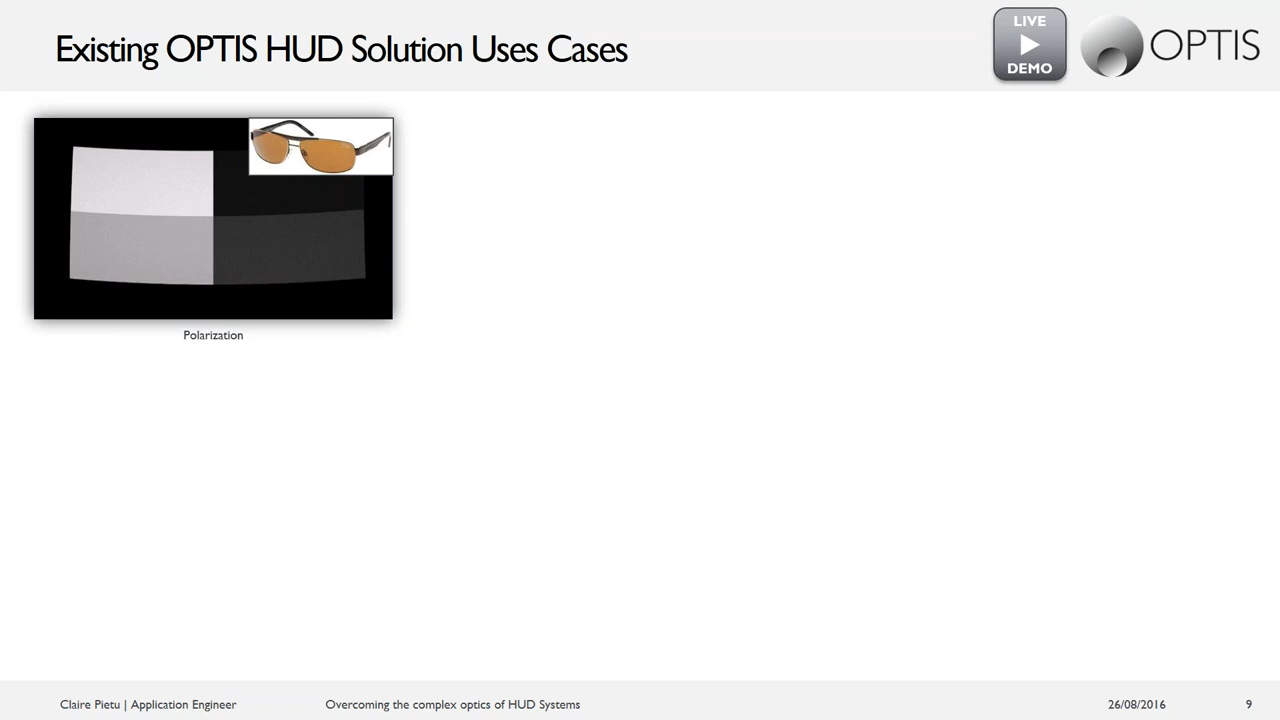 Existing OPTIS HUD Solution Uses Cases
LIVE
DEMO
OPTIS
Polarization
Claire Pietu | Application Engineer
Overcoming the complex optics of HUD Systems
26/08/2016
9